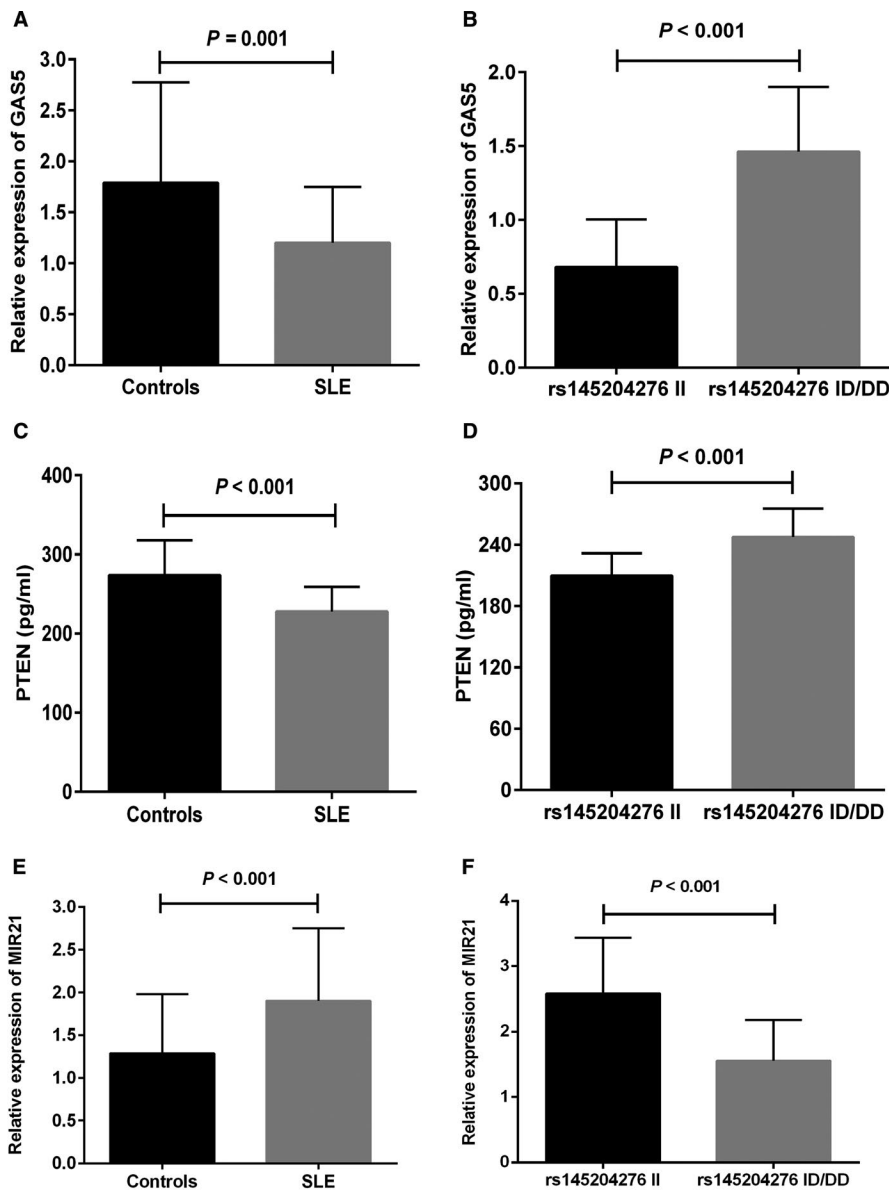 A
P = 0.001
Relative expression of GAS5
3.0
2.5
2.0
1.5
1.0
0.5
0.0
Controls SLE
B
P < 0.001
Relative expression of GAS5
2.0
1.5
1.0
0.5
0.0
rs145204276 II rs145204276 ID/DD
C
P < 0.001
PTEN (pg/ml)
400
300
200
100
0
Controls SLE
D
P < 0.001
PTEN (pg/ml)
300
240
180
120
60
0
rs145204276 II rs145204276 ID/DD
E
P < 0.001
Relative expression of MIR21
3.0
2.5
2.0
1.5
1.0
0.5
0.0
Controls SLE
F
P < 0.001
Relative expression of MIR21
4
3
2
1
0
rs145204276 II rs145204276 ID/DD